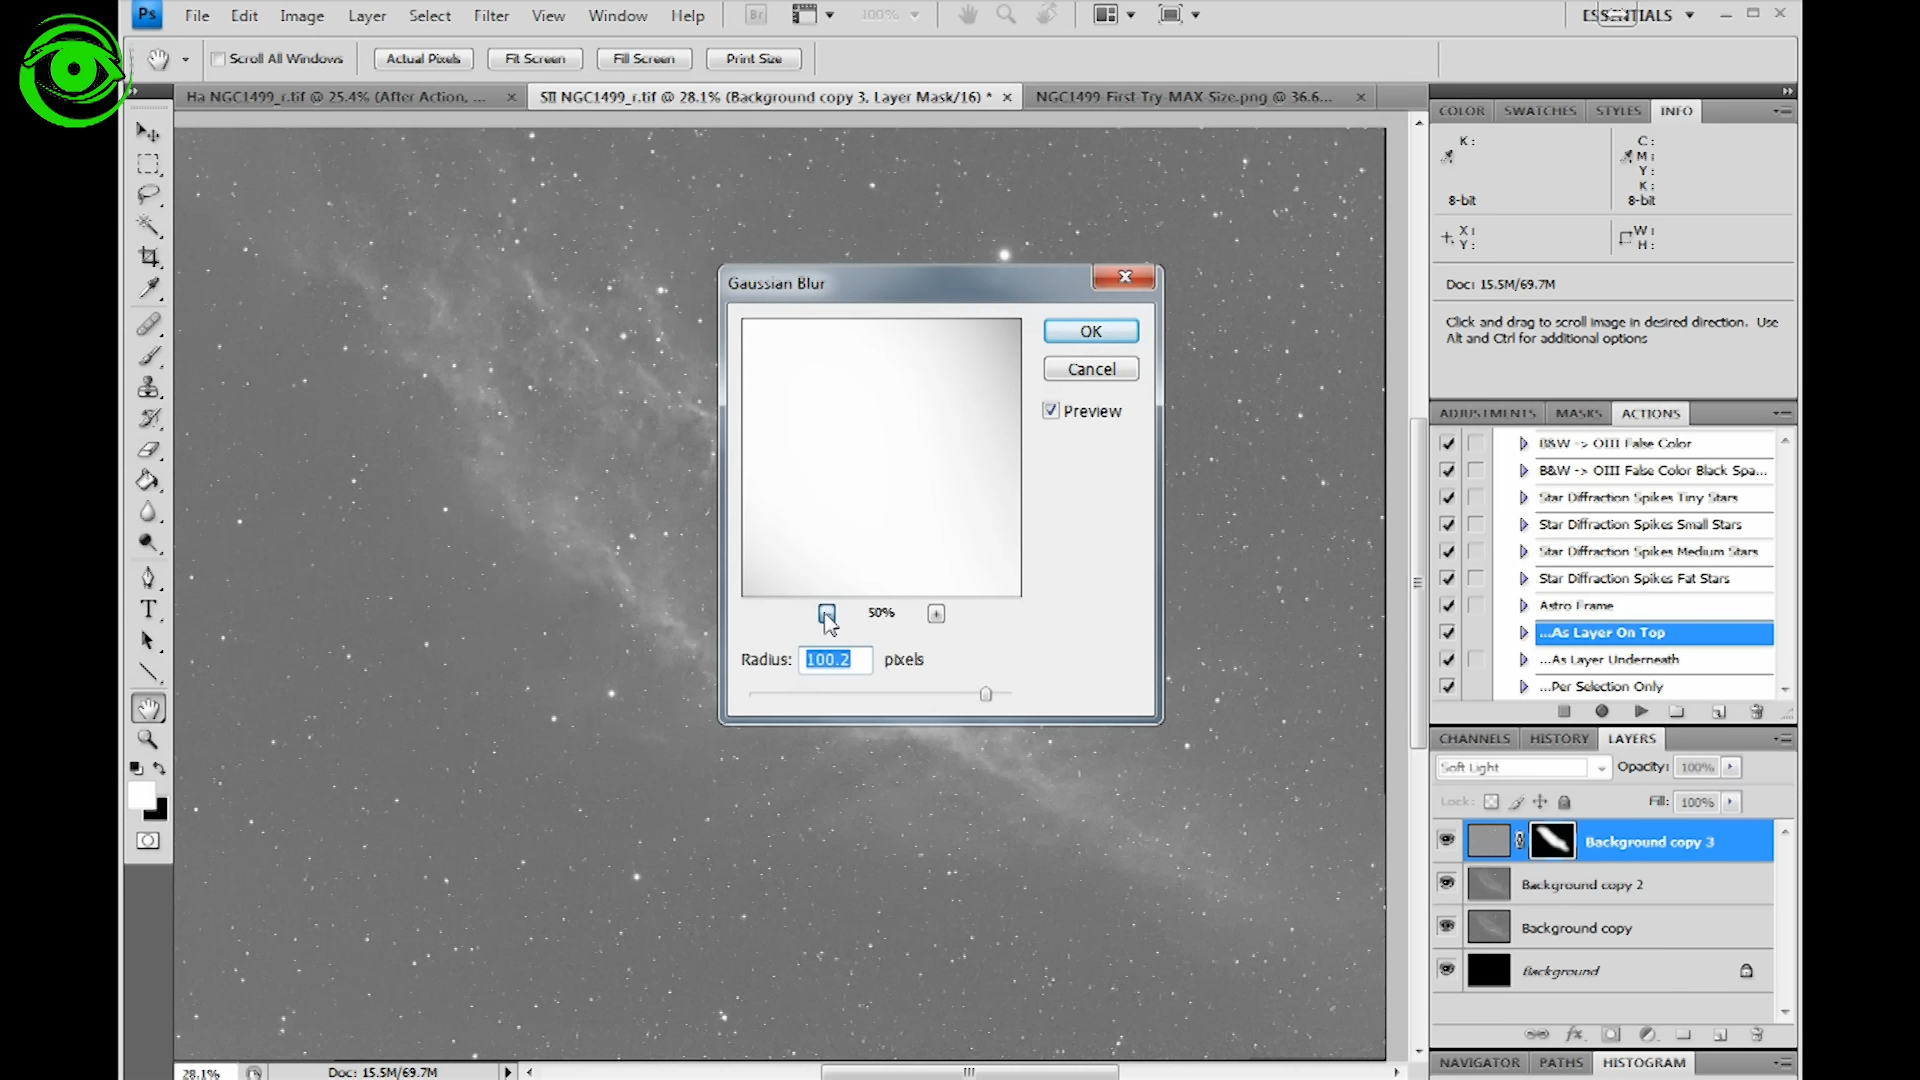 Ps File Edit Image Layer Select Filter View Window Help Br 100% ESSENTIALS
Scroll All Windows Actual Pixels Fit Screen Fill Screen Print Size
Ha NGC1499_r.tif @ 25.4% (After Action, ... × SII NGC1499_r.tif @ 28.1% (Background copy 3, Layer Mask/16) * × NGC1499-First Try-MAX-Size.png @ 36.6... ×
COLOR SWATCHES STYLES INFO
K: C:
M:
Y:
K:
8-bit 8-bit
X: W:
Y: H:
Doc: 15.5M/69.7M
Click and drag to scroll image in desired direction. Use
Alt and Ctrl for additional options
Gaussian Blur
OK
Cancel
Preview
50%
Radius: 100.2 pixels
ADJUSTMENTS MASKS ACTIONS
B&W -> OIII False Color
B&W -> OIII False Color Black Spa...
Star Diffraction Spikes Tiny Stars
Star Diffraction Spikes Small Stars
Star Diffraction Spikes Medium Stars
Star Diffraction Spikes Fat Stars
Astro Frame
...As Layer On Top
...As Layer Underneath
...Per Selection Only
CHANNELS HISTORY LAYERS
Soft Light Opacity: 100%
Lock: Fill: 100%
Background copy 3
Background copy 2
Background copy
Background
fx
NAVIGATOR PATHS HISTOGRAM
28.1% Doc: 15.5M/69.7M